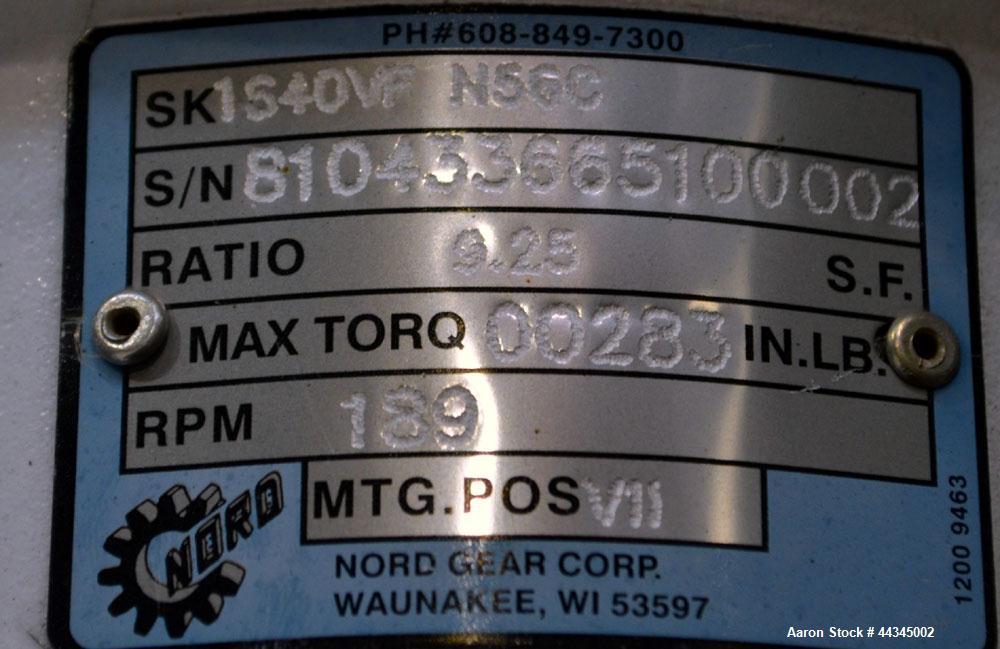 PH#608-849-7300
SK1S40VF N56C
S/N 810433665100002
RATIO 9.25 S.F.
MAX TORQ 00283 IN.LB.
RPM 189
MTG.POS VII
NORD
NORD GEAR CORP.
WAUNAKEE, WI 53597
1200 9463
Aaron Stock # 44345002